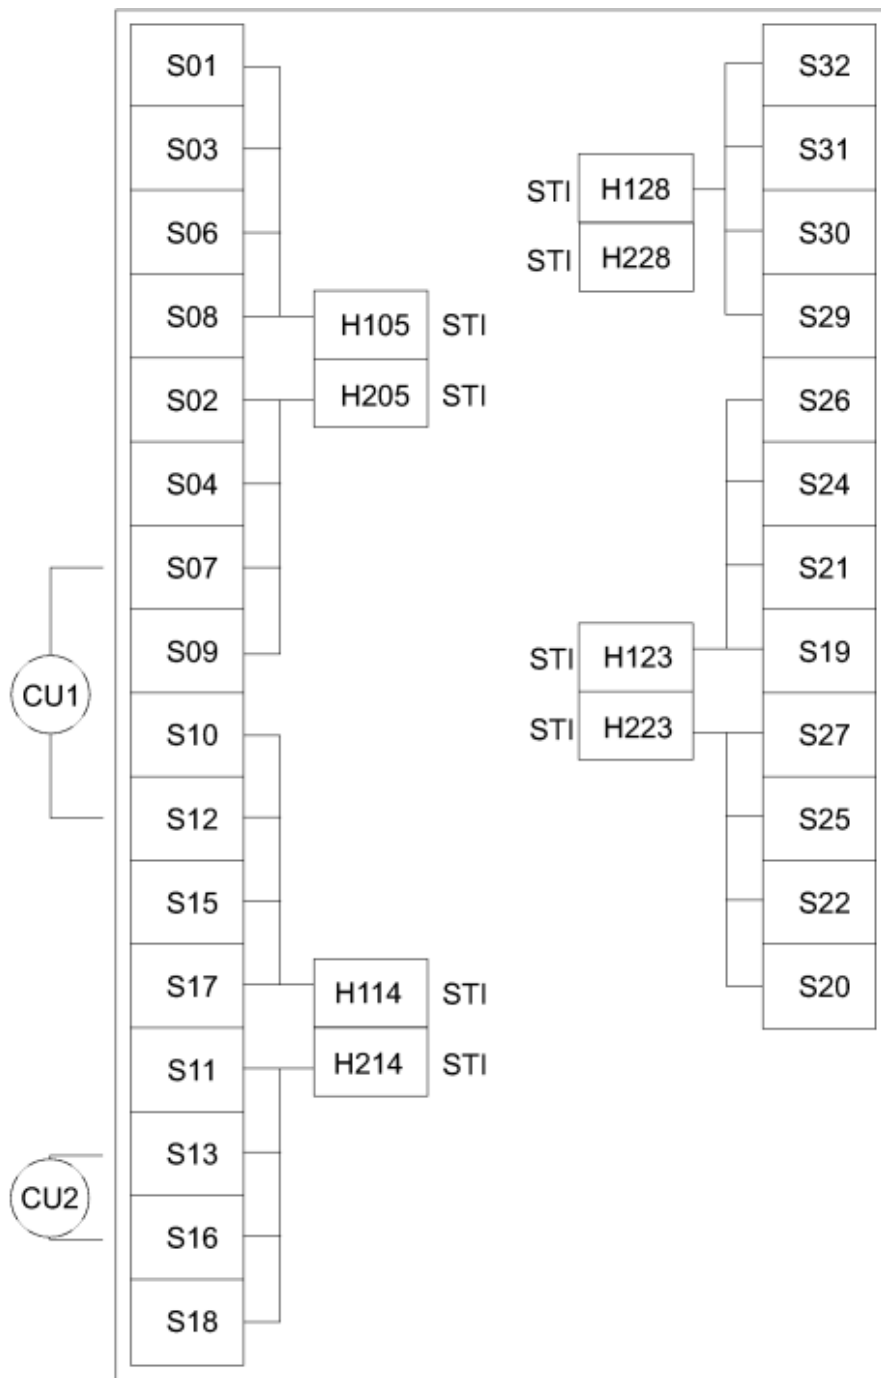 S01
S03
S06
S08
S02
S04
S07
S09
S10
S12
S15
S17
S11
S13
S16
S18
CU1
CU2
H105 STI
H205 STI
H114 STI
H214 STI
STI H128
STI H228
STI H123
STI H223
S32
S31
S30
S29
S26
S24
S21
S19
S27
S25
S22
S20